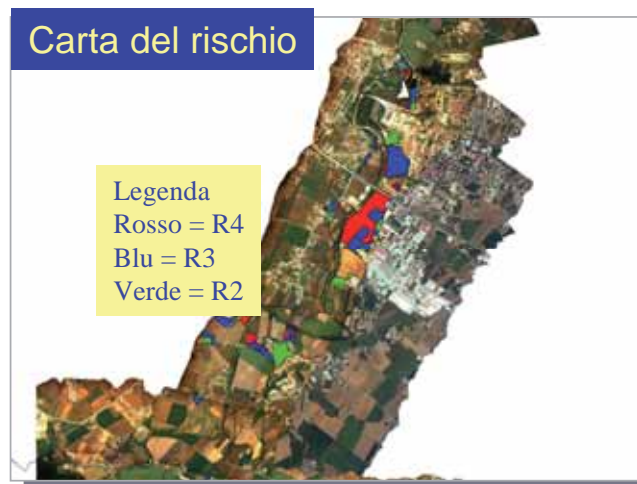 Carta del rischio
Legenda
Rosso = R4
Blu = R3
Verde = R2